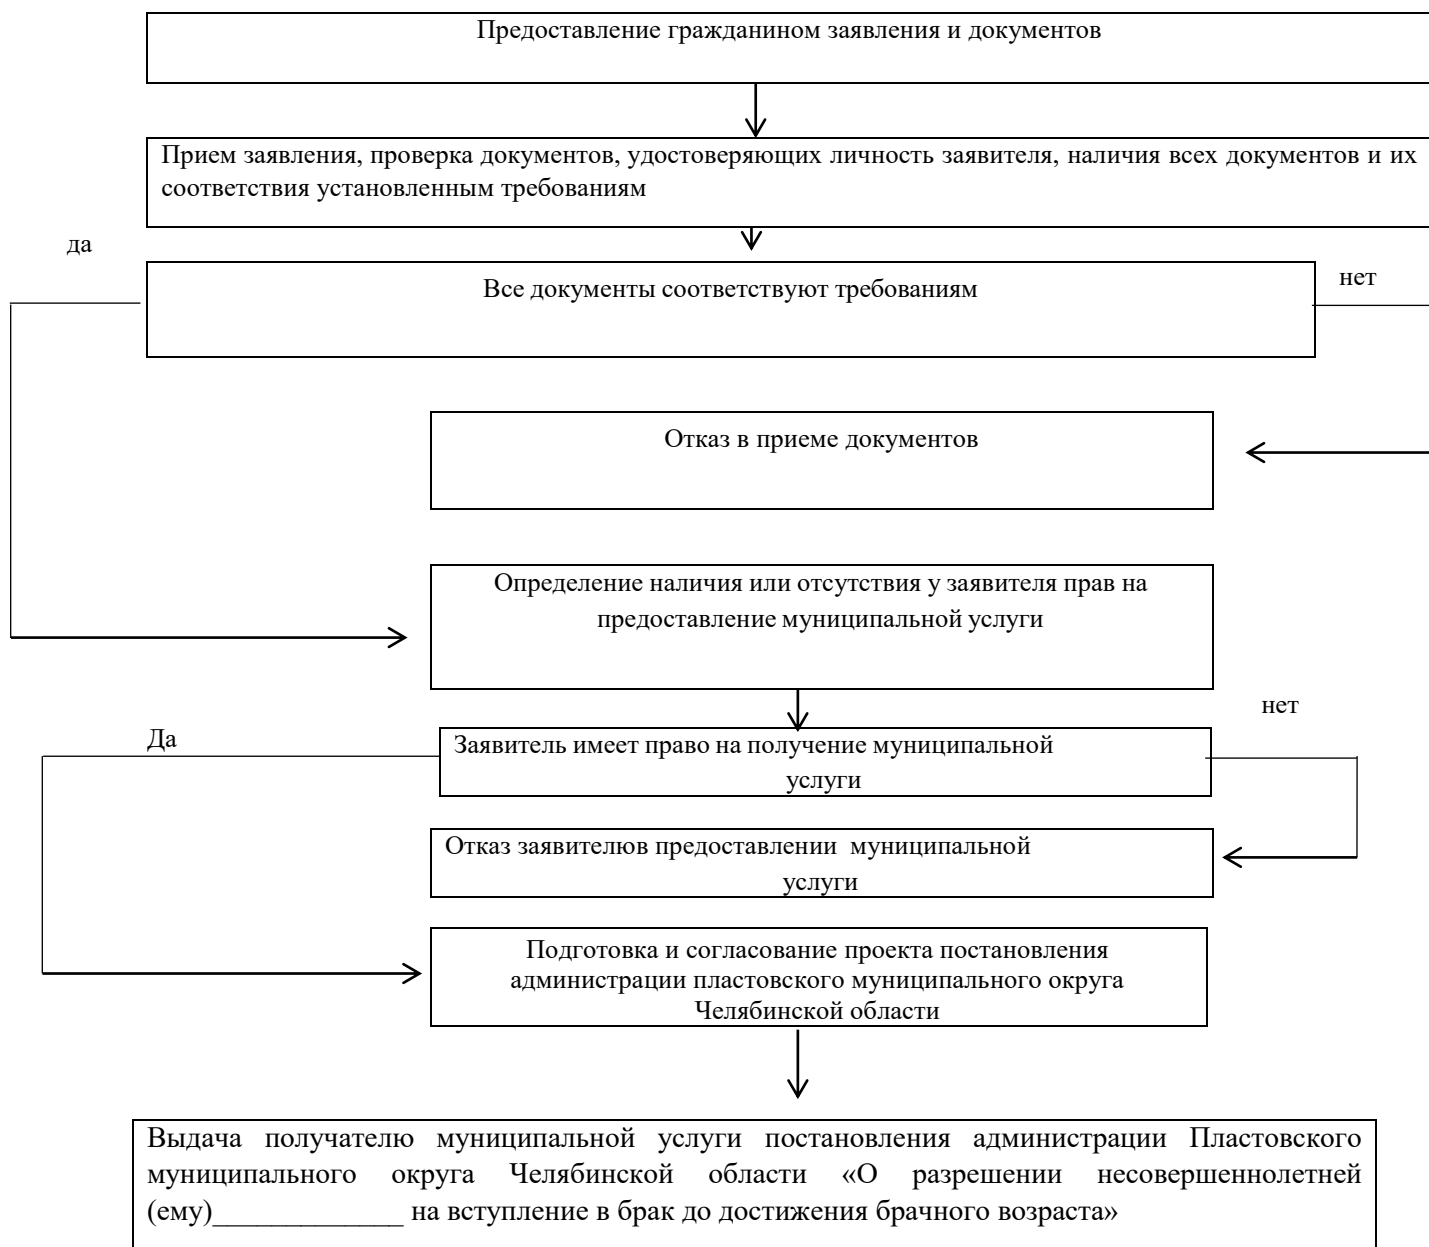 Предоставление гражданином заявления и документов
Прием заявления, проверка документов, удостоверяющих личность заявителя, наличия всех документов и их
соответствия установленным требованиям
да
Все документы соответствуют требованиям
нет
Отказ в приеме документов
Определение наличия или отсутствия у заявителя прав на
предоставление муниципальной услуги
нет
Да
Заявитель имеет право на получение муниципальной
услуги
Отказ заявителюв предоставлении муниципальной
услуги
Подготовка и согласование проекта постановления
администрации пластовского муниципального округа
Челябинской области
Выдача получателю муниципальной услуги постановления администрации Пластовского
муниципального округа Челябинской области «О разрешении несовершеннолетней
(ему)_____________ на вступление в брак до достижения брачного возраста»